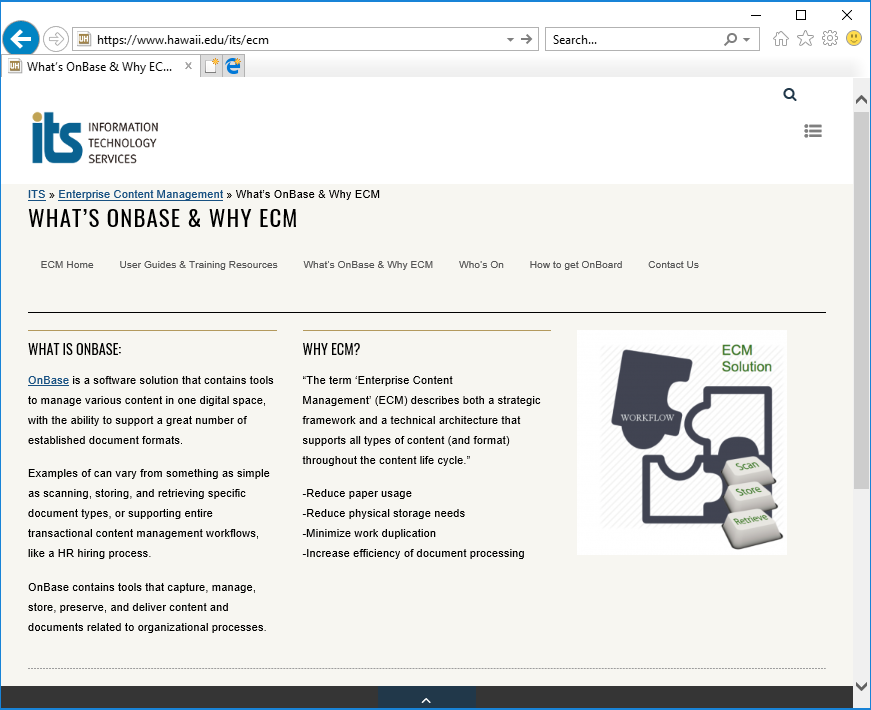 https://www.hawaii.edu/its/ecm
Search...
What's OnBase & Why EC...
its INFORMATION
TECHNOLOGY
SERVICES
ITS » Enterprise Content Management » What's OnBase & Why ECM
WHAT'S ONBASE & WHY ECM
ECM Home User Guides & Training Resources What's OnBase & Why ECM Who's On How to get OnBoard Contact Us
WHAT IS ONBASE:
OnBase is a software solution that contains tools
to manage various content in one digital space,
with the ability to support a great number of
established document formats.
Examples of can vary from something as simple
as scanning, storing, and retrieving specific
document types, or supporting entire
transactional content management workflows,
like a HR hiring process.
OnBase contains tools that capture, manage,
store, preserve, and deliver content and
documents related to organizational processes.
WHY ECM?
“The term ‘Enterprise Content
Management’ (ECM) describes both a strategic
framework and a technical architecture that
supports all types of content (and format)
throughout the content life cycle.”
-Reduce paper usage
-Reduce physical storage needs
-Minimize work duplication
-Increase efficiency of document processing
ECM
Solution
WORKFLOW
Scan
Store
Retrieve